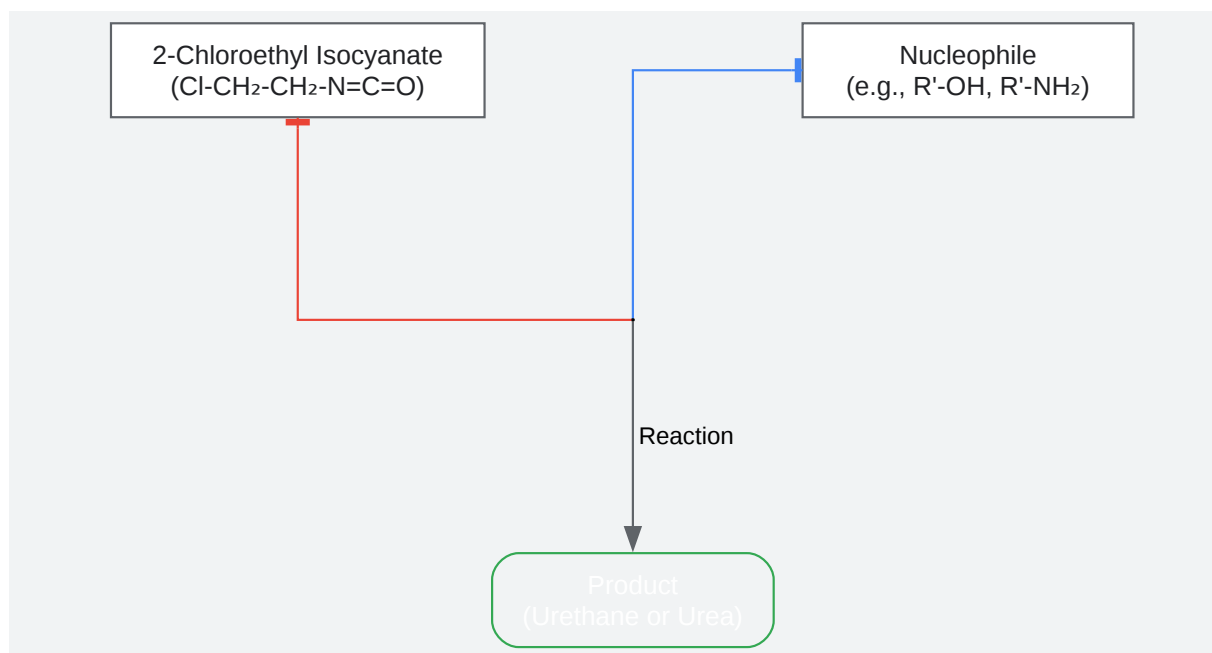 2-Chloroethyl Isocyanate
(Cl-CH₂-CH₂-N=C=O)
Nucleophile
(e.g., R'-OH, R'-NH₂)
Reaction
Product
(Urethane or Urea)